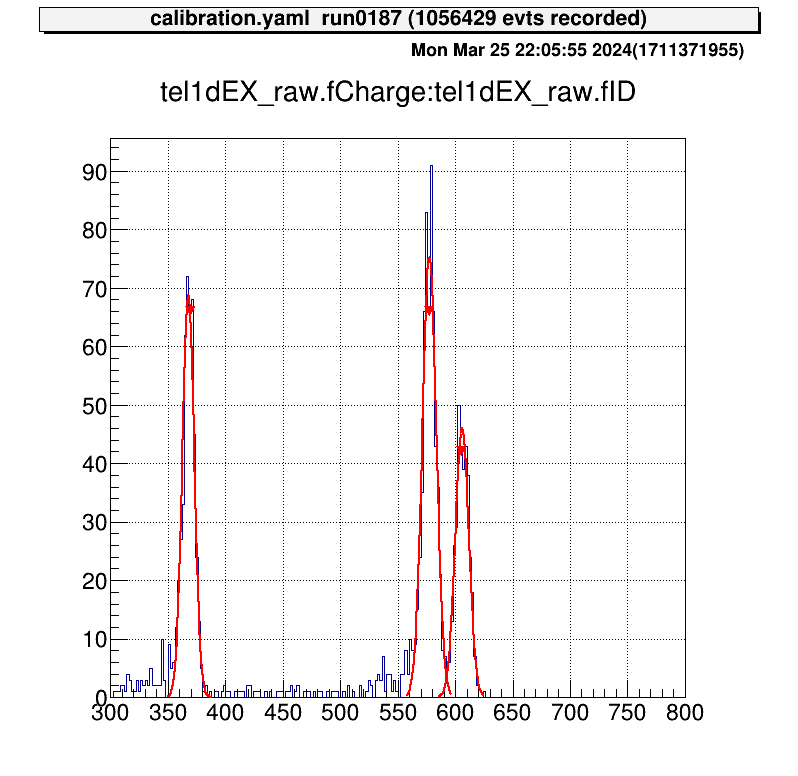 calibration.yaml run0187 (1056429 evts recorded)
Mon Mar 25 22:05:55 2024(1711371955)
tel1dEX_raw.fCharge:tel1dEX_raw.fID
90
80
70
60
50
40
30
20
10
0
300 350 400 450 500 550 600 650 700 750 800